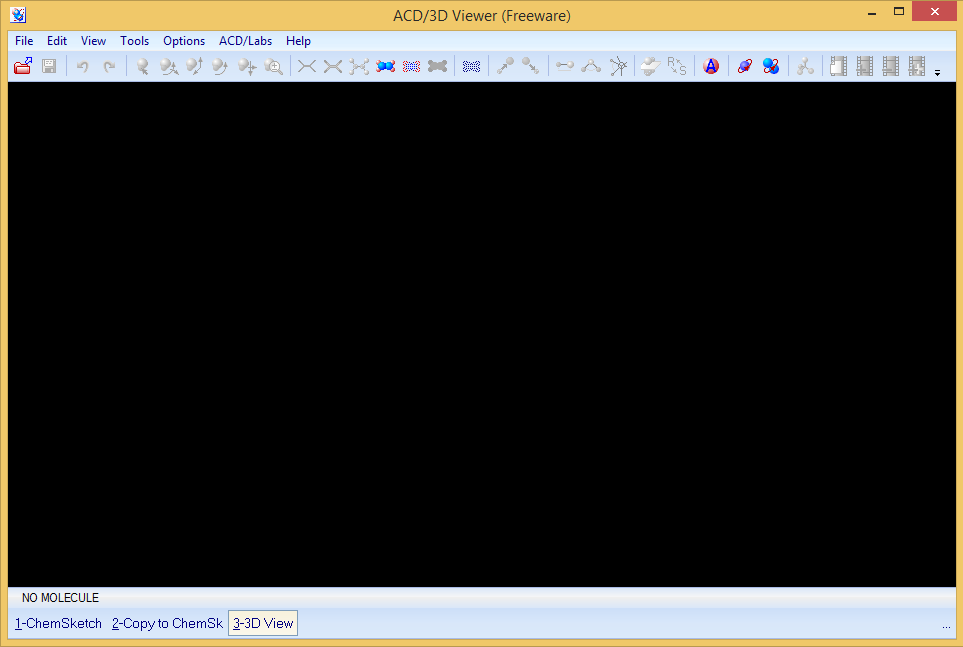 ACD/3D Viewer (Freeware)
File Edit View Tools Options ACD/Labs Help
NO MOLECULE
1-ChemSketch 2-Copy to ChemSk 3-3D View ...